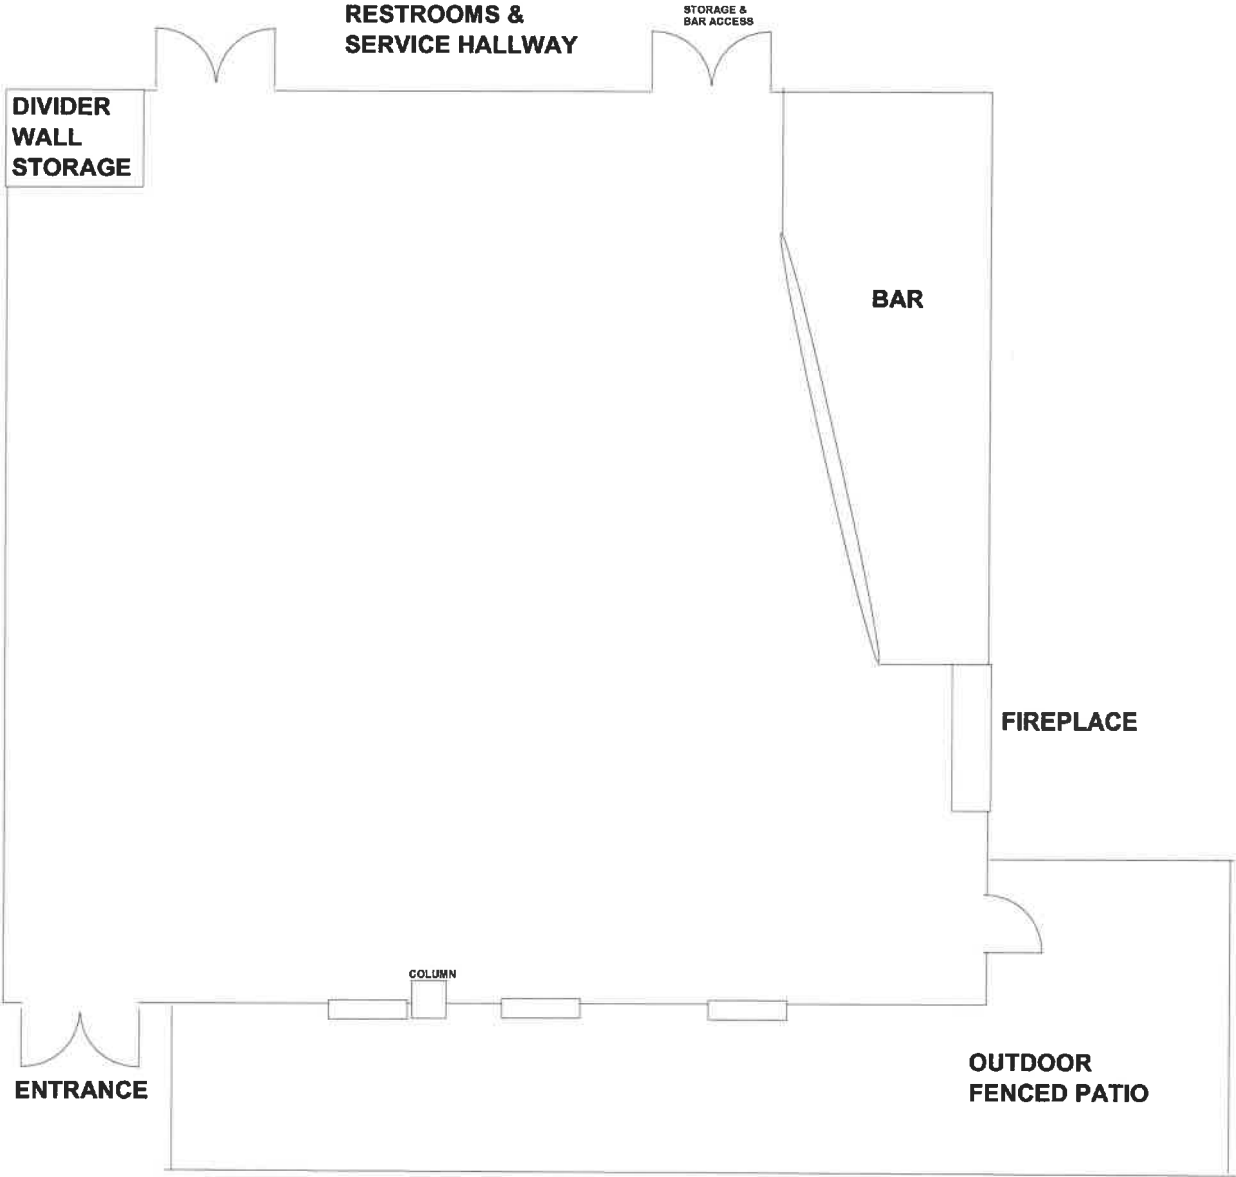 RESTROOMS &
SERVICE HALLWAY
STORAGE &
BAR ACCESS
DIVIDER
WALL
STORAGE
BAR
FIREPLACE
COLUMN
OUTDOOR
FENCED PATIO
ENTRANCE